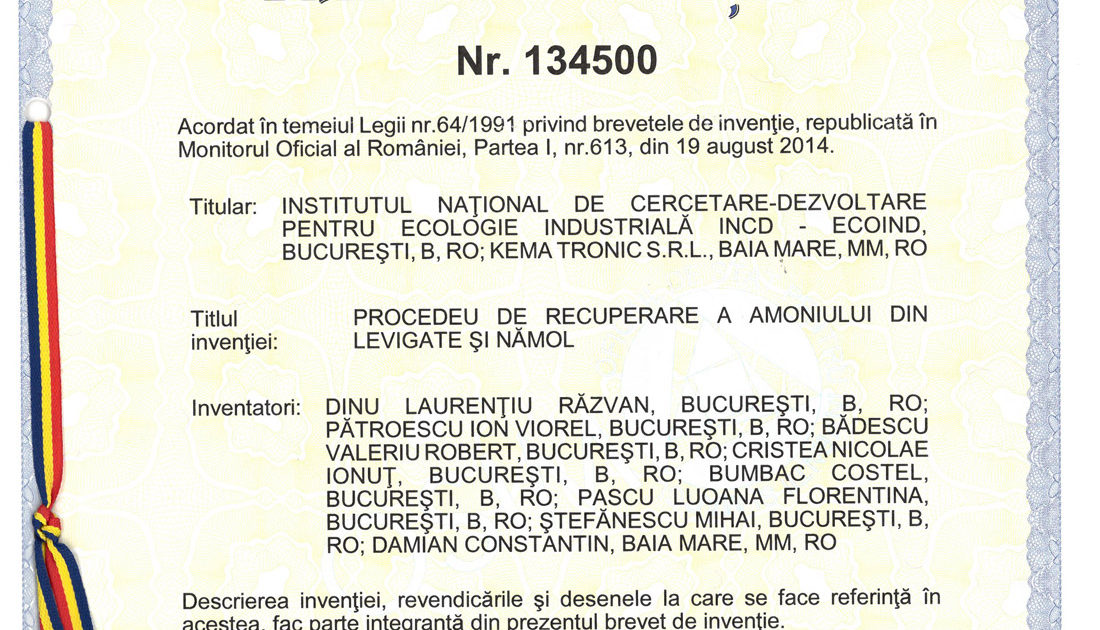 Nr. 134500
Acordat în temeiul Legii nr.64/1991 privind brevetele de invenţie, republicată în
Monitorul Oficial al României, Partea I, nr.613, din 19 august 2014.
Titular: INSTITUTUL NAŢIONAL DE CERCETARE-DEZVOLTARE
PENTRU ECOLOGIE INDUSTRIALĂ INCD - ECOIND,
BUCUREŞTI, B, RO; KEMA TRONIC S.R.L., BAIA MARE, MM, RO
Titlul PROCEDEU DE RECUPERARE A AMONIULUI DIN
invenţiei: LEVIGATE ŞI NĂMOL
Inventatori: DINU LAURENŢIU RĂZVAN, BUCUREŞTI, B, RO;
PĂTROESCU ION VIOREL, BUCUREŞTI, B, RO; BĂDESCU
VALERIU ROBERT, BUCUREŞTI, B, RO; CRISTEA NICOLAE
IONUŢ, BUCUREŞTI, B, RO; BUMBAC COSTEL,
BUCUREŞTI, B, RO; PASCU LUOANA FLORENTINA,
BUCUREŞTI, B, RO; ŞTEFĂNESCU MIHAI, BUCUREŞTI, B,
RO; DAMIAN CONSTANTIN, BAIA MARE, MM, RO
Descrierea invenţiei, revendicările şi desenele la care se face referinţă în
acestea, fac parte integrantă din prezentul brevet de invenţie.